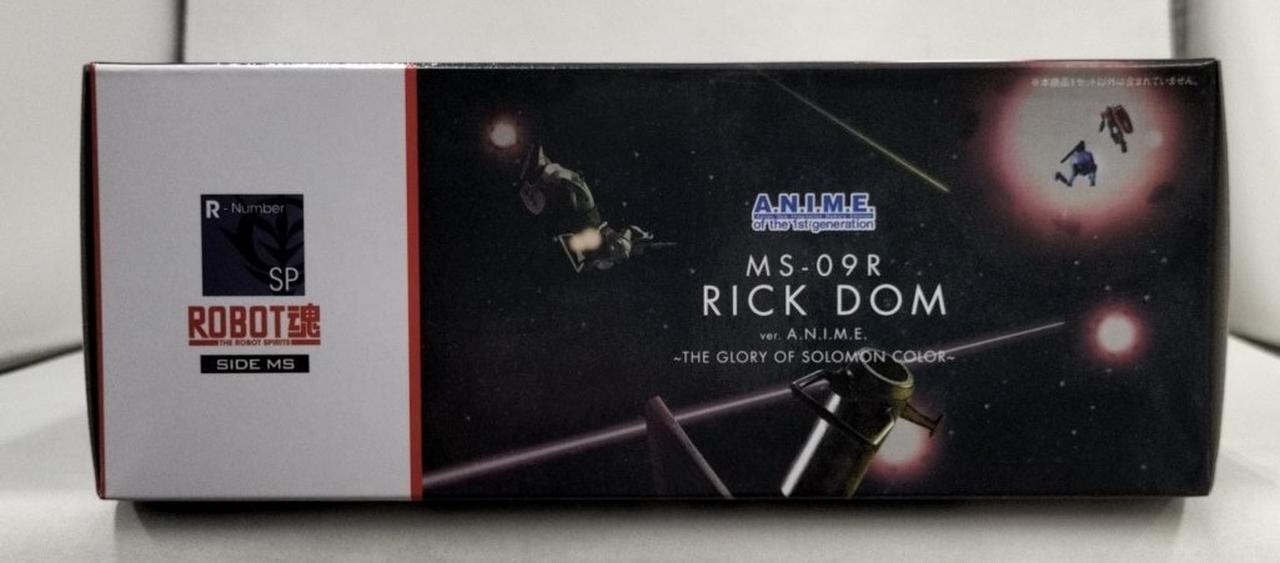 R - Number
SP
ROBOT魂
THE ROBOT SPIRITS
SIDE MS
※本商品セット以外は含まれていません。
A.N.I.M.E.
of the 1st generation
MS-09R
RICK DOM
ver. A.N.I.M.E.
~THE GLORY OF SOLOMON COLOR~